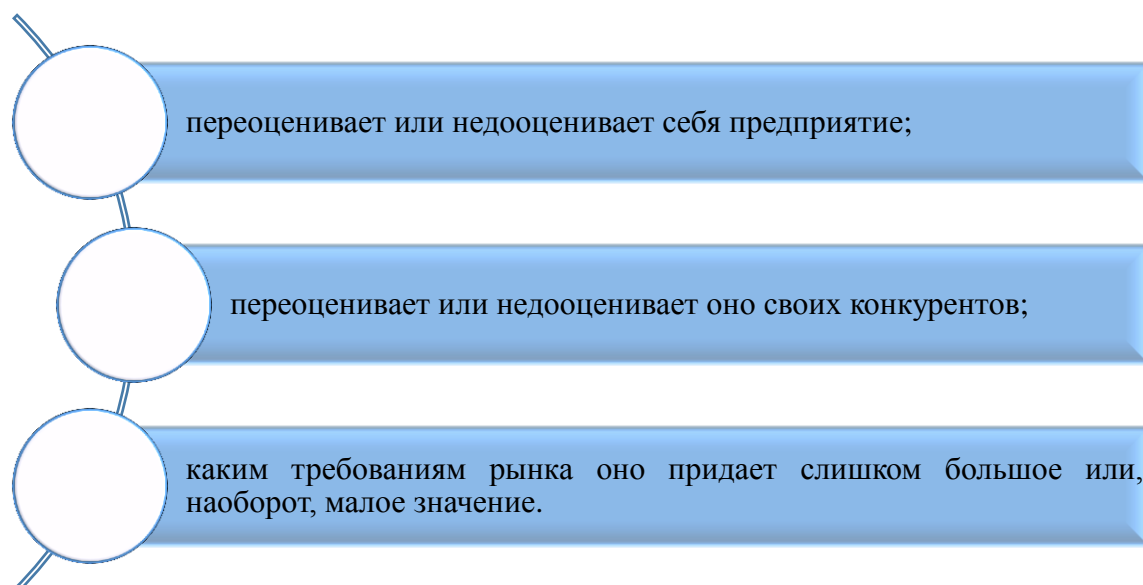 переоценивает или недооценивает себя предприятие;
переоценивает или недооценивает оно своих конкурентов;
каким требованиям рынка оно придает слишком большое или,
наоборот, малое значение.